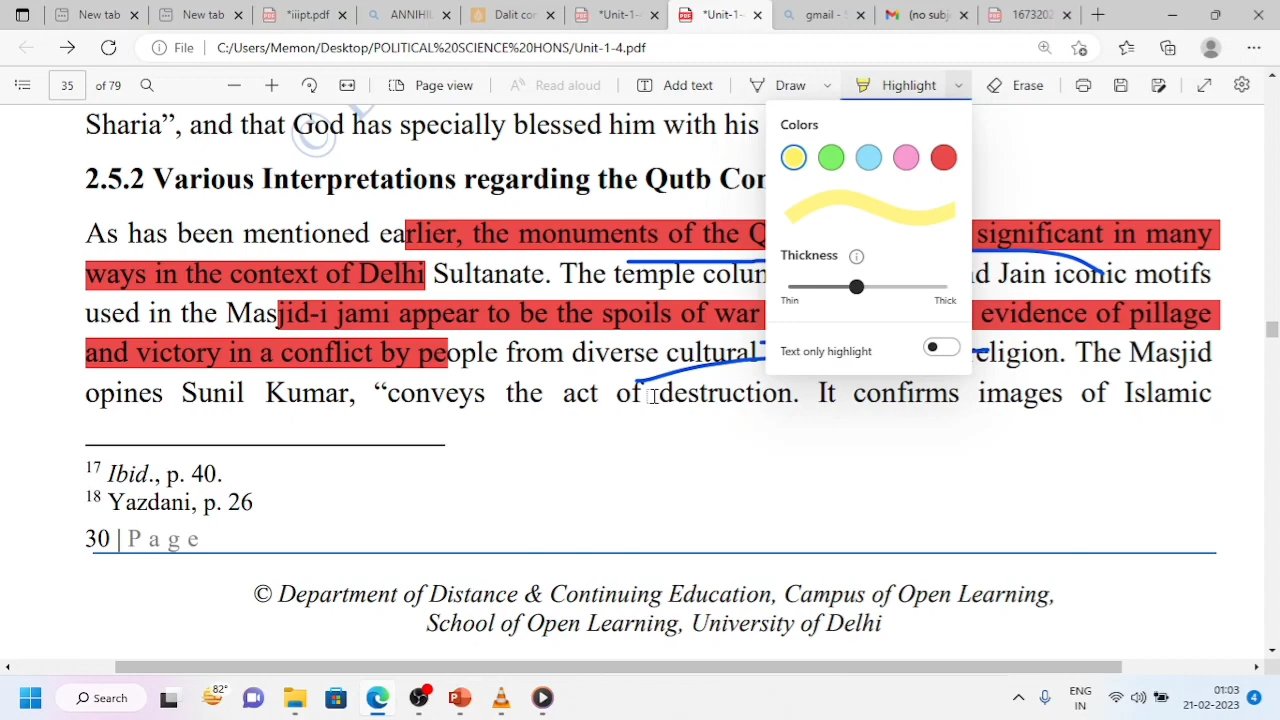 New tab
New tab
*iipt.pdf
ANNIHIL
Dalit cor
*Unit-1-
*Unit-1-
gmail - S
(no subj
1673202
File
C:/Users/Memon/Desktop/POLITICAL%20SCIENCE%20HONS/Unit-1-4.pdf
35 of 79
Page view
Read aloud
Add text
Draw
Highlight
Erase
Colors
Thickness
Thin
Thick
Text only highlight
Sharia”, and that God has specially blessed him with his
2.5.2 Various Interpretations regarding the Qutb Co
As has been mentioned earlier, the monuments of the Q significant in many
ways in the context of Delhi Sultanate. The temple colu d Jain iconic motifs
used in the Masjid-i jami appear to be the spoils of war evidence of pillage
and victory in a conflict by people from diverse cultural religion. The Masjid
opines Sunil Kumar, “conveys the act of destruction. It confirms images of Islamic
17 Ibid., p. 40.
18 Yazdani, p. 26
30 | P a g e
© Department of Distance & Continuing Education, Campus of Open Learning,
School of Open Learning, University of Delhi
82°
Search
ENG
IN
01:03
21-02-2023
4